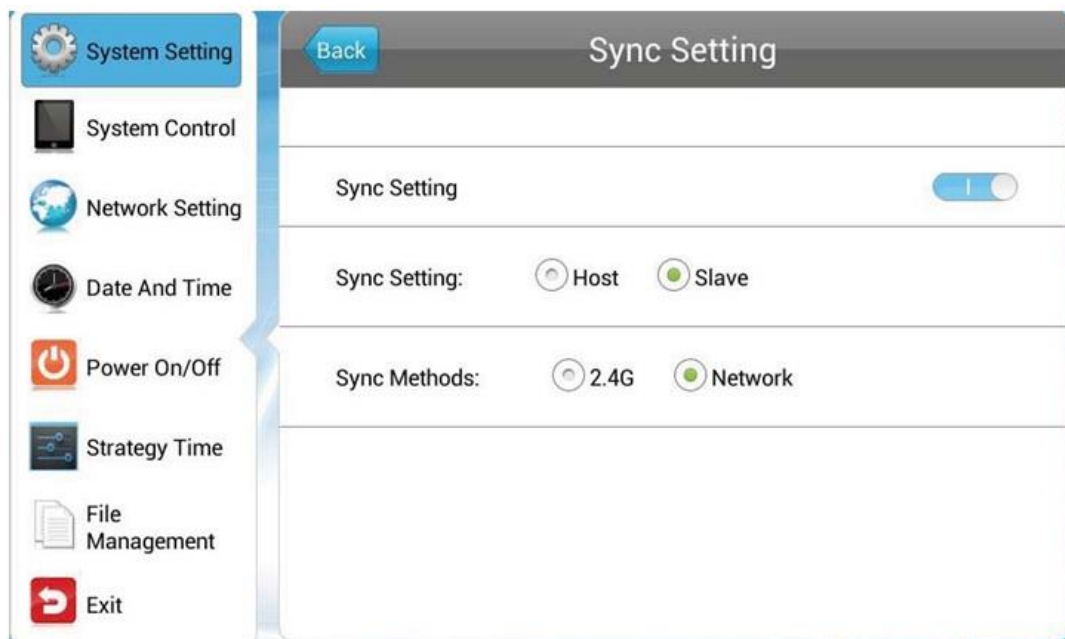 System Setting
System Control
Network Setting
Date And Time
Power On/Off
Strategy Time
File
Management
Exit
Back
Sync Setting
Sync Setting
Sync Setting: Host Slave
Sync Methods: 2.4G Network